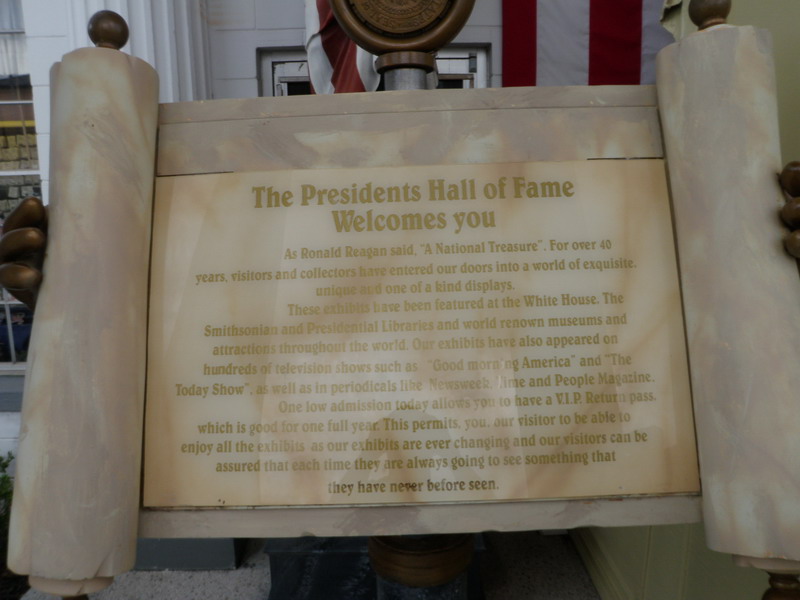 The Presidents Hall of Fame
Welcomes you
As Ronald Reagan said, "A National Treasure". For over 40
years, visitors and collectors have entered our doors into a world of exquisite,
unique and one of a kind displays.
These exhibits have been featured at the White House. The
Smithsonian and Presidential Libraries and world renown museums and
attractions throughout the world. Our exhibits have also appeared on
hundreds of television shows such as "Good morning America" and "The
Today Show", as well as in periodicals like Newsweek, Time and People Magazine.
One low admission today allows you to have a V.I.P. Return pass,
which is good for one full year. This permits, you, our visitor to be able to
enjoy all the exhibits as our exhibits are ever changing and our visitors can be
assured that each time they are always going to see something that
they have never before seen.